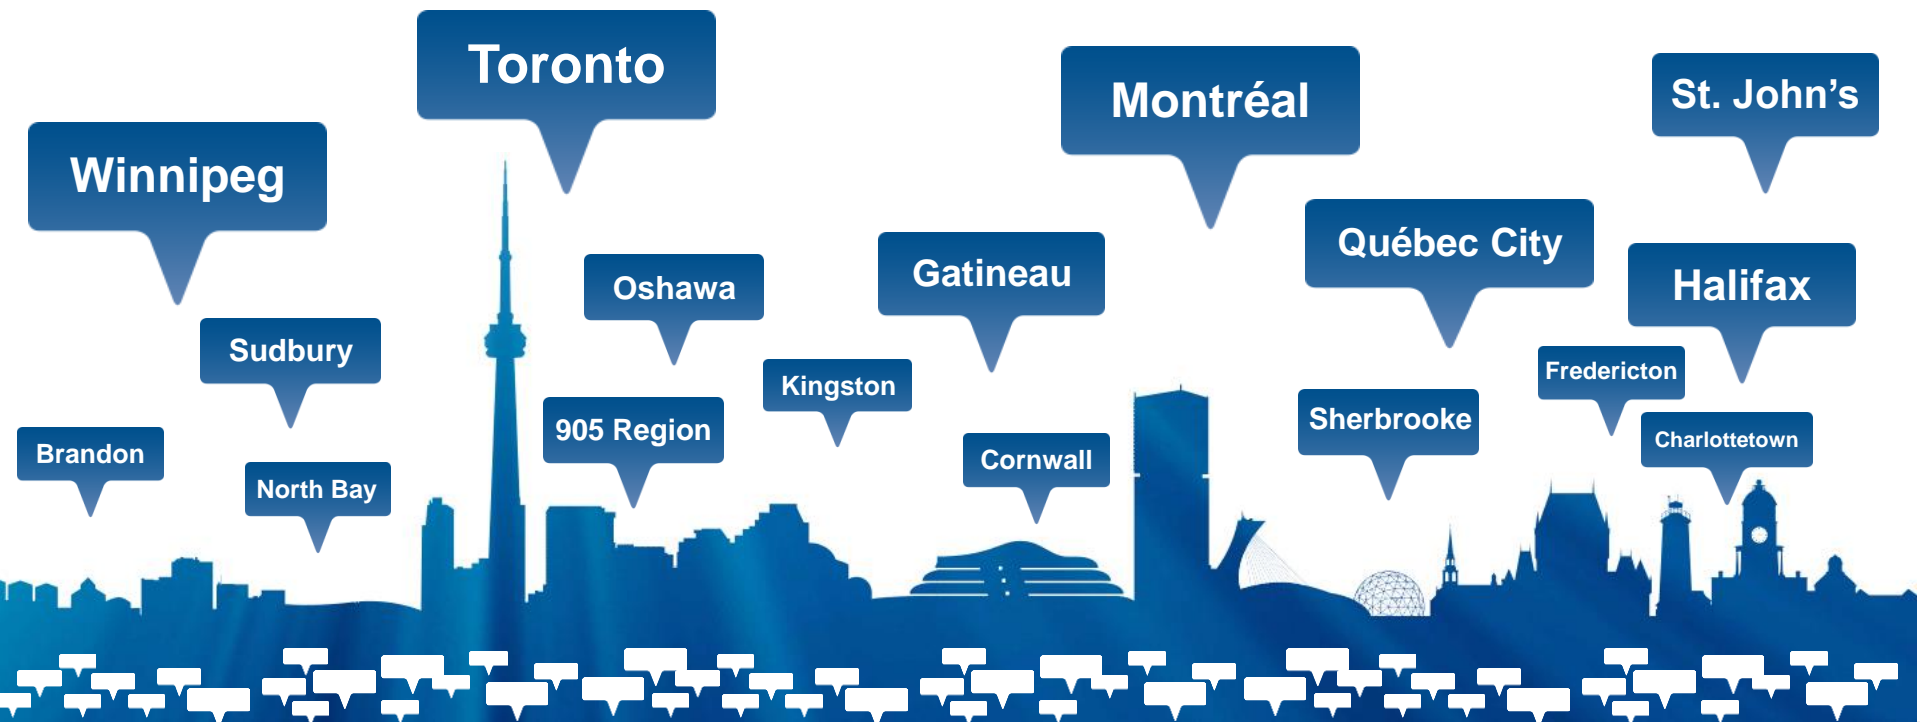 Toronto
Montréal
St. John’s
Winnipeg
Québec City
Gatineau
Halifax
Oshawa
Sudbury
Fredericton
Kingston
Sherbrooke
905 Region
Charlottetown
Brandon
Cornwall
North Bay